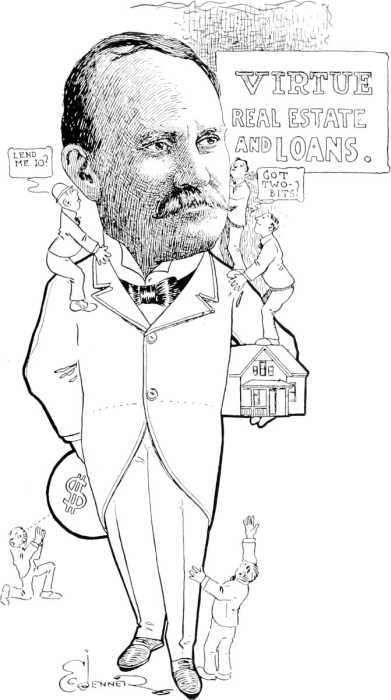 VIRTUE
REAL ESTATE
AND LOANS.
LEND
ME 10?
GOT
TWO-?
BITS!
$